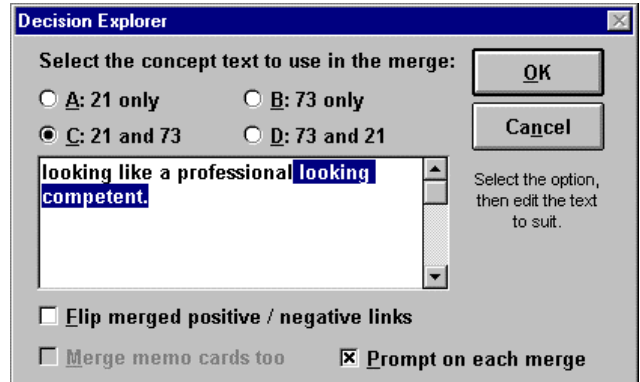 Decision Explorer
Select the concept text to use in the merge:
A: 21 only
B: 73 only
C: 21 and 73
D: 73 and 21
looking like a professional looking
competent.
OK
Cancel
Select the option,
then edit the text
to suit.
Flip merged positive / negative links
Merge memo cards too
Prompt on each merge